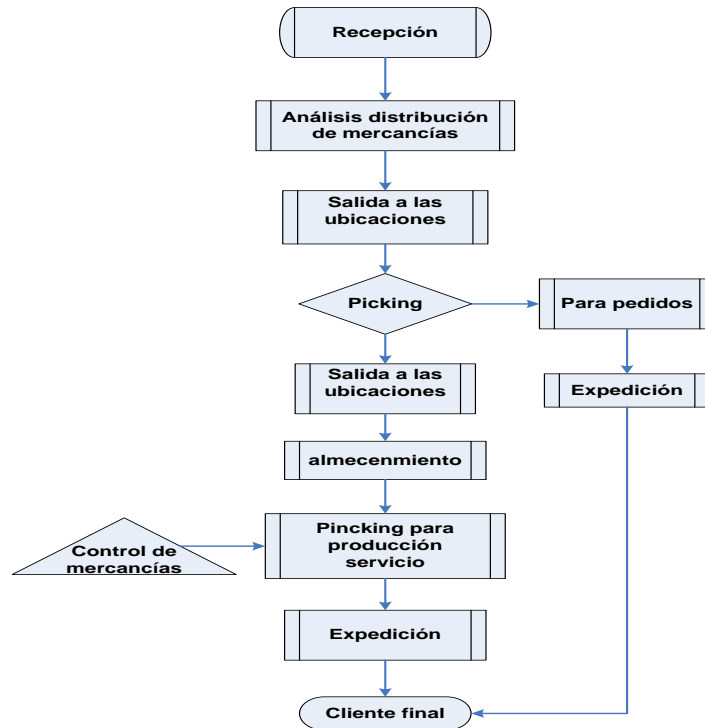 Recepción
Análisis distribución
de mercancías
Salida a las
ubicaciones
Picking
Para pedidos
Salida a las
ubicaciones
Expedición
almecenmiento
Pincking para
producción
servicio
Control de
mercancías
Expedición
Cliente final